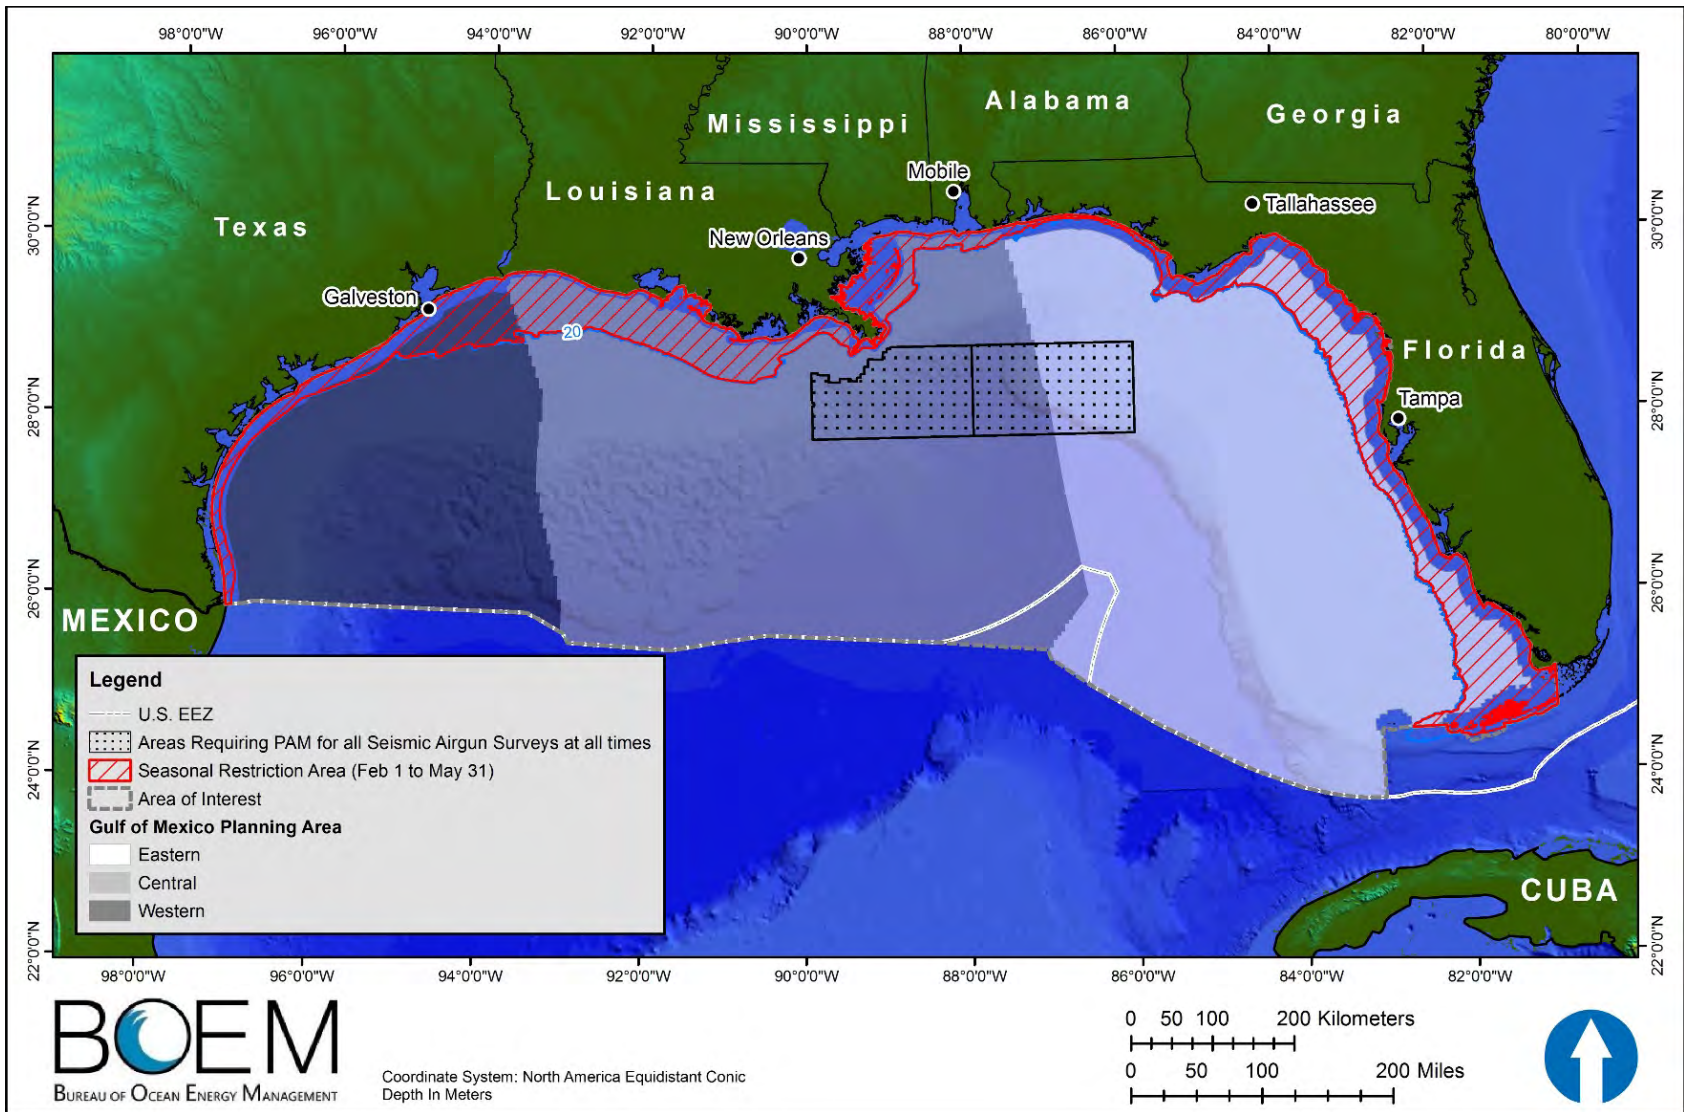 98°0'0"W 96°0'0"W 94°0'0"W 92°0'0"W 90°0'0"W 88°0'0"W 86°0'0"W 84°0'0"W 82°0'0"W 80°0'0"W
Alabama
Georgia
Mississippi
Mobile
Louisiana
Tallahassee
Texas
New Orleans
30°0'0"N
30°0'0"N
Galveston
20
Florida
Tampa
28°0'0"N
28°0'0"N
26°0'0"N
26°0'0"N
MEXICO
Legend
U.S. EEZ
Areas Requiring PAM for all Seismic Airgun Surveys at all times
Seasonal Restriction Area (Feb 1 to May 31)
Area of Interest
Gulf of Mexico Planning Area
Eastern
Central
Western
24°0'0"N
24°0'0"N
CUBA
22°0'0"N
22°0'0"N
98°0'0"W 96°0'0"W 94°0'0"W 92°0'0"W 90°0'0"W 88°0'0"W 86°0'0"W 84°0'0"W 82°0'0"W
BOEM
BUREAU OF OCEAN ENERGY MANAGEMENT
Coordinate System: North America Equidistant Conic
Depth In Meters
0 50 100 200 Kilometers
0 50 100 200 Miles